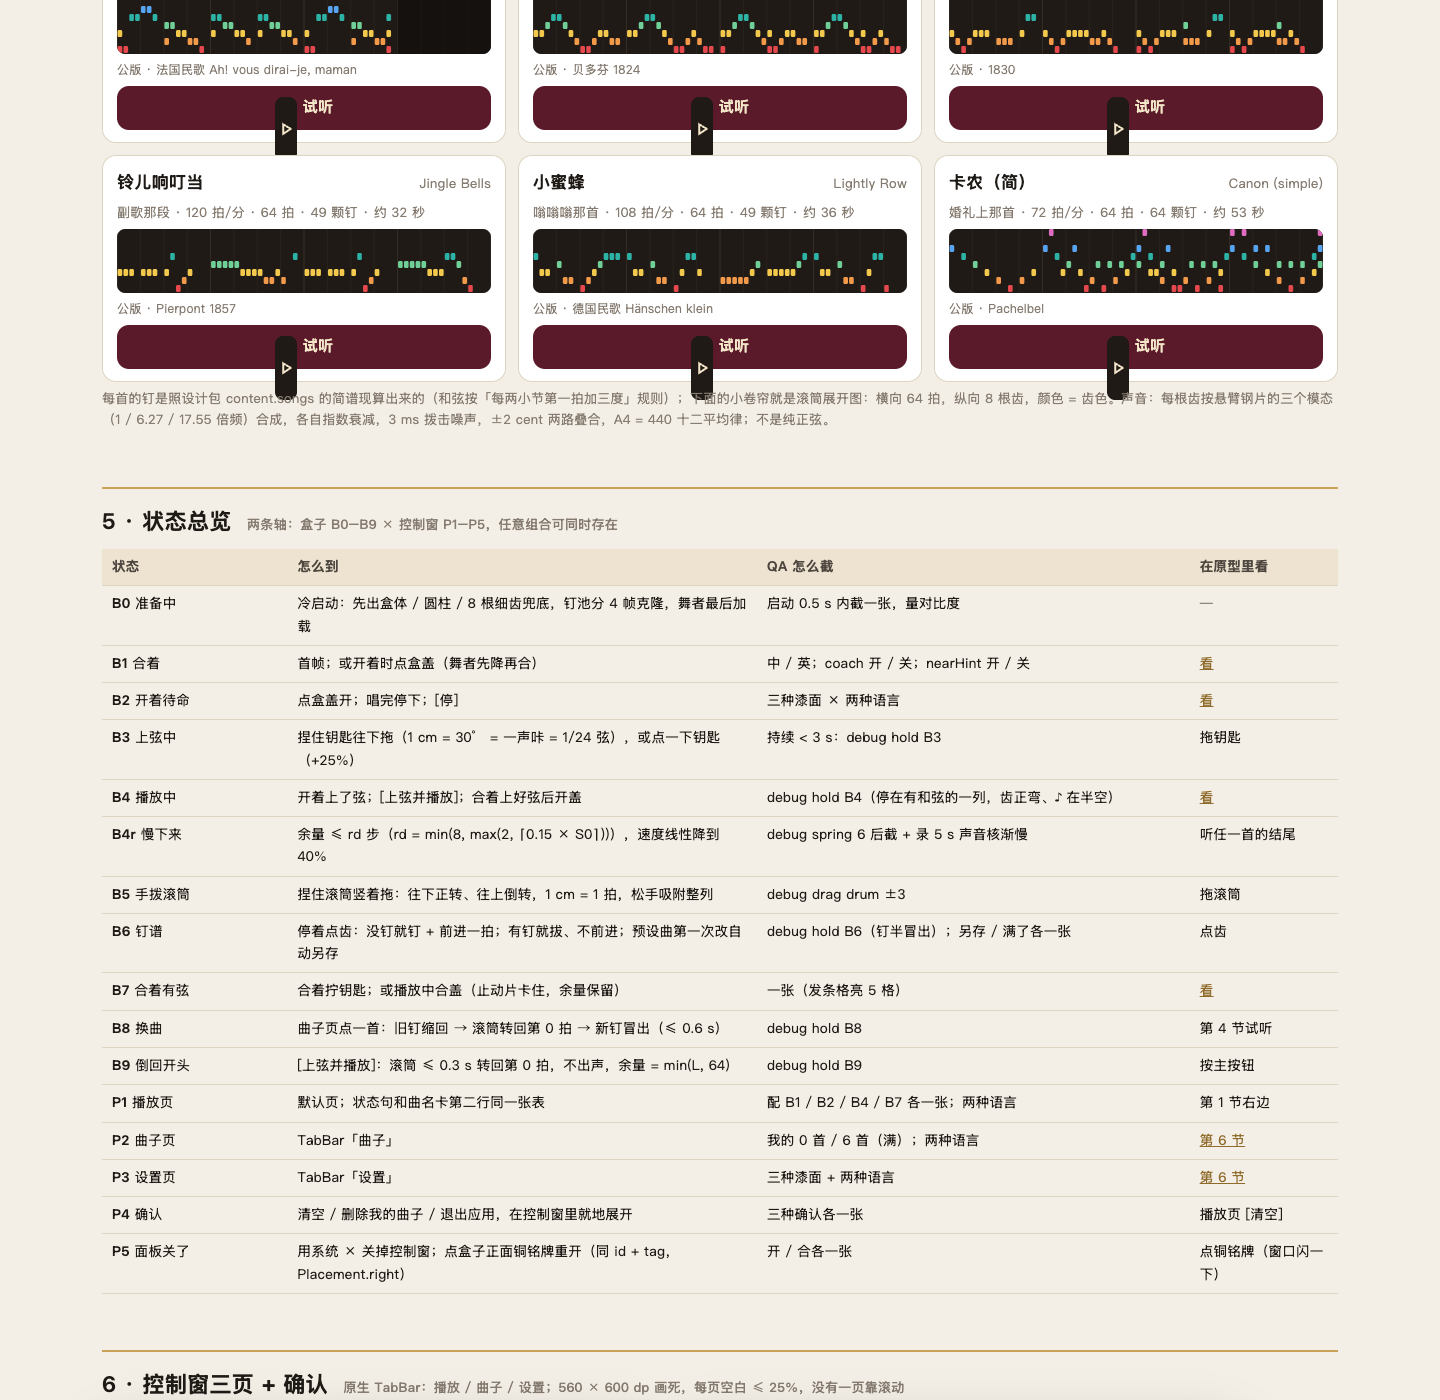 公版 · 法国民歌 Ah! vous dirai–je, maman
公版 · 贝多芬 1824
公版 · 1830
试听
试听
试听
铃儿响叮当 Jingle Bells
副歌那段 · 120 拍/分 · 64 拍 · 49 颗钉 · 约 32 秒
公版 · Pierpont 1857
试听
小蜜蜂 Lightly Row
嗡嗡嗡那首 · 108 拍/分 · 64 拍 · 49 颗钉 · 约 36 秒
公版 · 德国民歌 Hänschen klein
试听
卡农（简） Canon (simple)
婚礼上那首 · 72 拍/分 · 64 拍 · 64 颗钉 · 约 53 秒
公版 · Pachelbel
试听
每首的钉是照设计包 content.songs 的简谱现算出来的（和弦按「每两小节第一拍加三度」规则）；下面的小卷帘就是滚筒展开图：横向 64 拍，纵向 8 根齿，颜色 = 齿色。声音：每根齿按悬臂钢片的三个模态
（1 / 6.27 / 17.55 倍频）合成，各自指数衰减，3 ms 拨击噪声，±2 cent 两路叠合，A4 = 440 十二平均律；不是纯正弦。
5 · 状态总览 两条轴：盒子 B0–B9 × 控制窗 P1–P5，任意组合可同时存在
状态 怎么到 QA 怎么截 在原型里看
B0 准备中 冷启动：先出盒体 / 圆柱 / 8 根细齿兜底，钉池分 4 帧克隆，舞者最后加 启动 0.5 s 内截一张，量对比度 —
载
B1 合着 首帧；或开着时点盒盖（舞者先降再合） 中 / 英；coach 开 / 关；nearHint 开 / 关 看
B2 开着待命 点盒盖开；唱完停下；[停] 三种漆面 × 两种语言 看
B3 上弦中 捏住钥匙往下拖（1 cm = 30° = 一声咔 = 1/24 弦），或点一下钥匙 持续 < 3 s：debug hold B3 拖钥匙
（+25%）
B4 播放中 开着上了弦；[上弦并播放]；合着上好弦后开盖 debug hold B4（停在有和弦的一列，齿正弯、♪ 在半空） 看
B4r 慢下来 余量 ≤ rd 步（rd = min(8, max(2, ⌈0.15 × S0⌉))），速度线性降到 debug spring 6 后截 + 录 5 s 声音核渐慢 听任一首的结尾
40%
B5 手拨滚筒 捏住滚筒竖着拖：往下正转、往上倒转，1 cm = 1 拍，松手吸附整列 debug drag drum ±3 拖滚筒
B6 钉谱 停着点齿：没钉就钉 + 前进一拍；有钉就拔、不前进；预设曲第一次改自 debug hold B6（钉半冒出）；另存 / 满了各一张 点齿
动另存
B7 合着有弦 合着拧钥匙；或播放中合盖（止动片卡住，余量保留） 一张（发条格亮 5 格） 看
B8 换曲 曲子页点一首：旧钉缩回 → 滚筒转回第 0 拍 → 新钉冒出（≤ 0.6 s） debug hold B8 第 4 节试听
B9 倒回开头 [上弦并播放]：滚筒 ≤ 0.3 s 转回第 0 拍，不出声，余量 = min(L, 64) debug hold B9 按主按钮
P1 播放页 默认页；状态句和曲名卡第二行同一张表 配 B1 / B2 / B4 / B7 各一张；两种语言 第 1 节右边
P2 曲子页 TabBar「曲子」 我的 0 首 / 6 首（满）；两种语言 第 6 节
P3 设置页 TabBar「设置」 三种漆面 + 两种语言 第 6 节
P4 确认 清空 / 删除我的曲子 / 退出应用，在控制窗里就地展开 三种确认各一张 播放页 [清空]
P5 面板关了 用系统 × 关掉控制窗；点盒子正面铜铭牌重开（同 id + tag， 开 / 合各一张 点铜铭牌（窗口闪一
Placement.right） 下）
6 · 控制窗三页 + 确认 原生 TabBar：播放 / 曲子 / 设置；560 × 600 dp 画死，每页空白 ≤ 25%，没有一页靠滚动